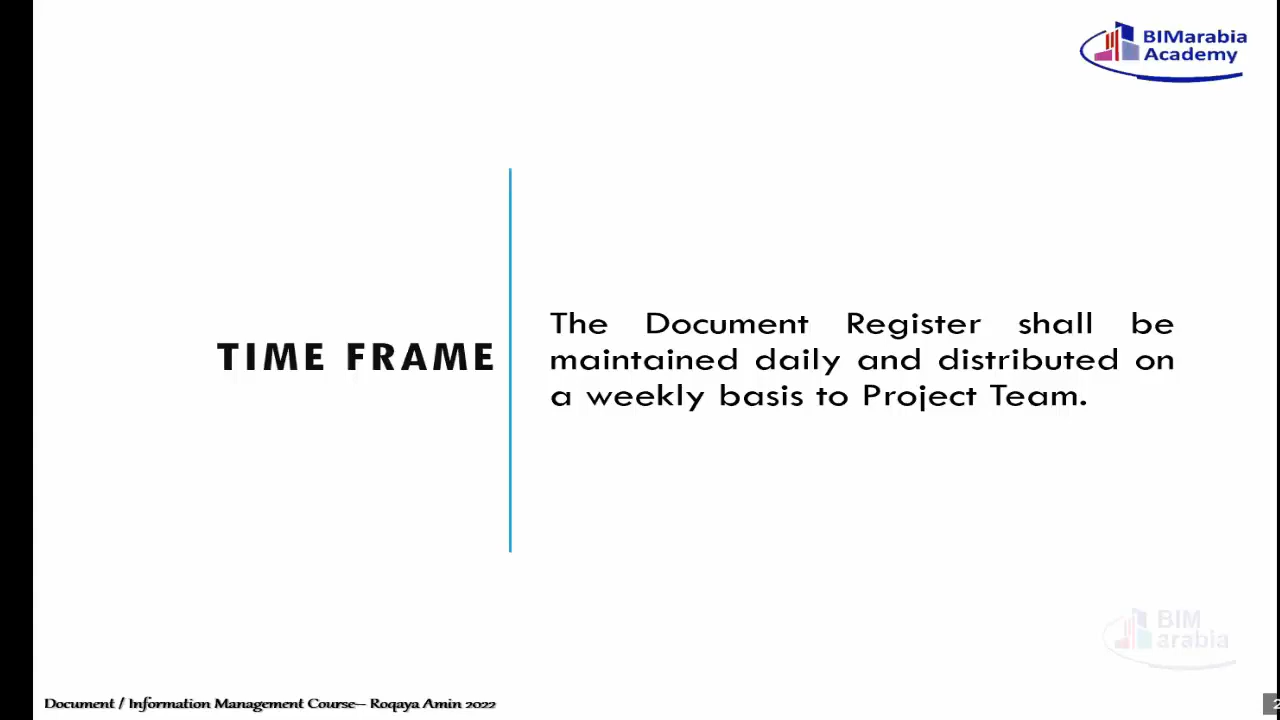 BIMarabia
Academy
TIME FRAME
The Document Register shall be
maintained daily and distributed on
a weekly basis to Project Team.
BIM
arabia
Document / Information Management Course– Roqaya Amin 2022